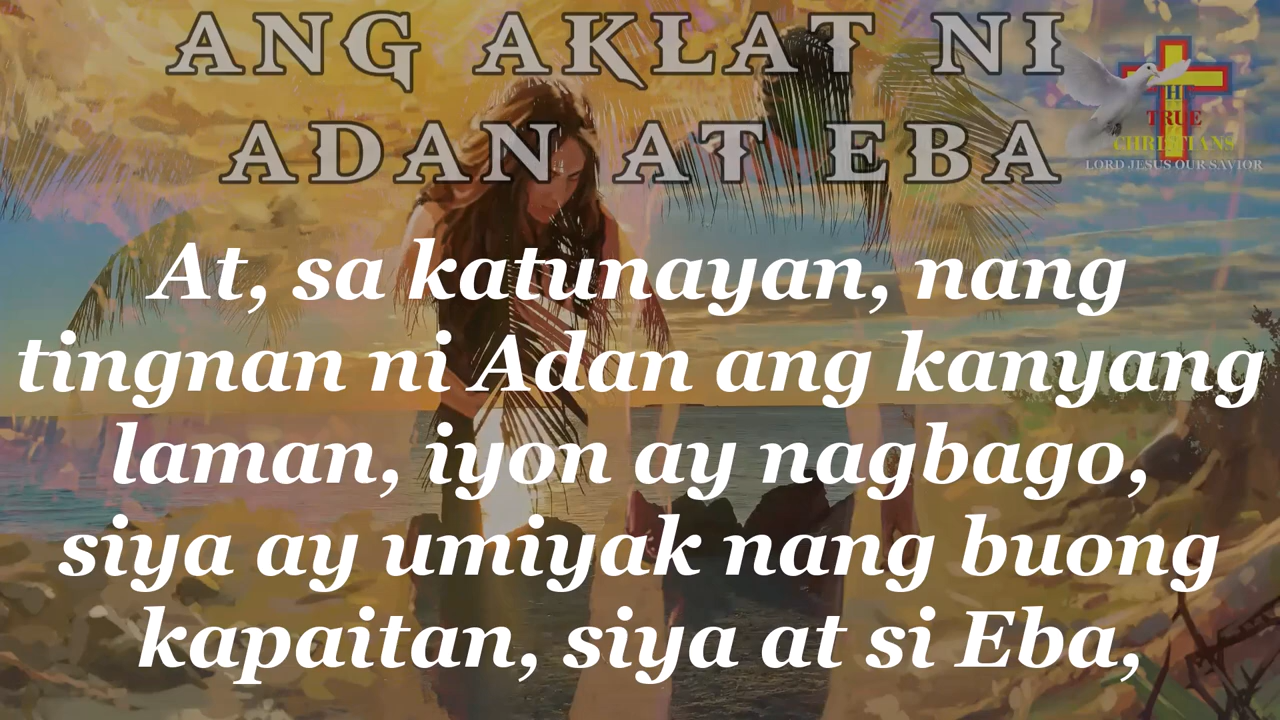 ANG AKLAT NI
ADAN AT EBA
THE
TRUE
CHRISTIANS
LORD JESUS OUR SAVIOR
At, sa katunayan, nang
tingnan ni Adan ang kanyang
laman, iyon ay nagbago,
siya ay umiyak nang buong
kapaitan, siya at si Eba,